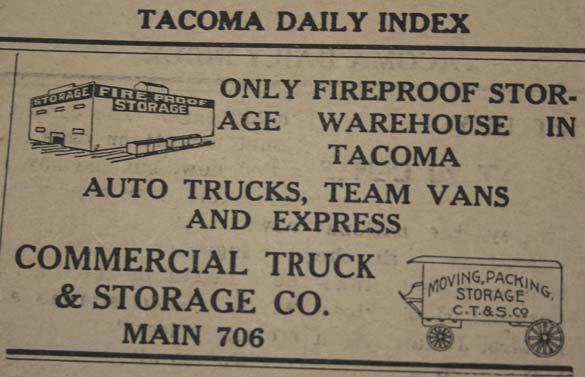 TACOMA DAILY INDEX
STORAGE
FIRE PROOF
STORAGE
ONLY FIREPROOF STOR-
AGE WAREHOUSE IN
TACOMA
AUTO TRUCKS, TEAM VANS
AND EXPRESS
COMMERCIAL TRUCK
& STORAGE CO.
MAIN 706
MOVING, PACKING,
STORAGE
C.T.&S.CO